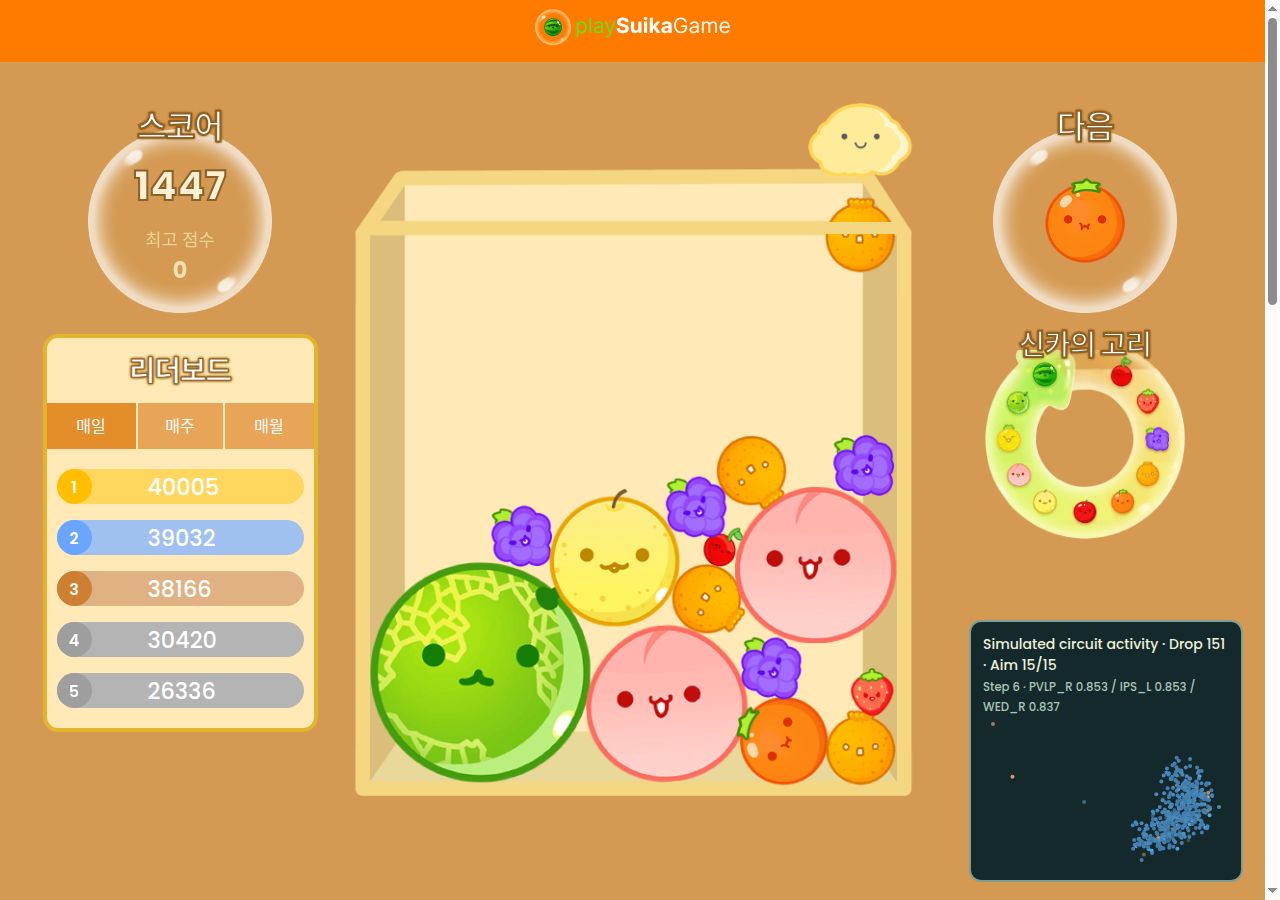 playSuikaGame
스코어
1447
최고 점수
0
다음
신카의 고리
리더보드
매일
매주
매월
1
40005
2
39032
3
38166
4
30420
5
26336
Simulated circuit activity · Drop 151
· Aim 15/15
Step 6 · PVLP_R 0.853 / IPS_L 0.853 /
WED_R 0.837